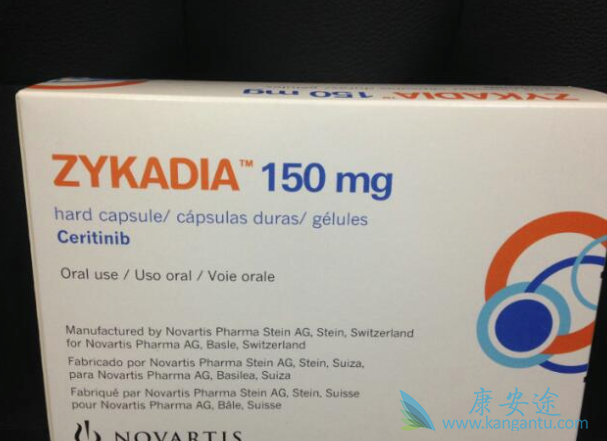 ZYKADIA™ 150 mg
ZYKADIA™ 150 mg
hard capsule/ cápsulas duras/ gélules
Ceritinib
Oral use / Uso oral / Voie orale
Manufactured by Novartis Pharma Stein AG, Stein, Switzerland
for Novartis Pharma AG, Basle, Switzerland
Fabricado por Novartis Pharma Stein AG, Stein, Suiza,
para Novartis Pharma AG, Basilea, Suiza
Fabriqué par Novartis Pharma Stein AG, Stein, Suisse
pour Novartis Pharma AG, Bâle, Suisse
NOVARTIS
康安途
www.kangantu.com